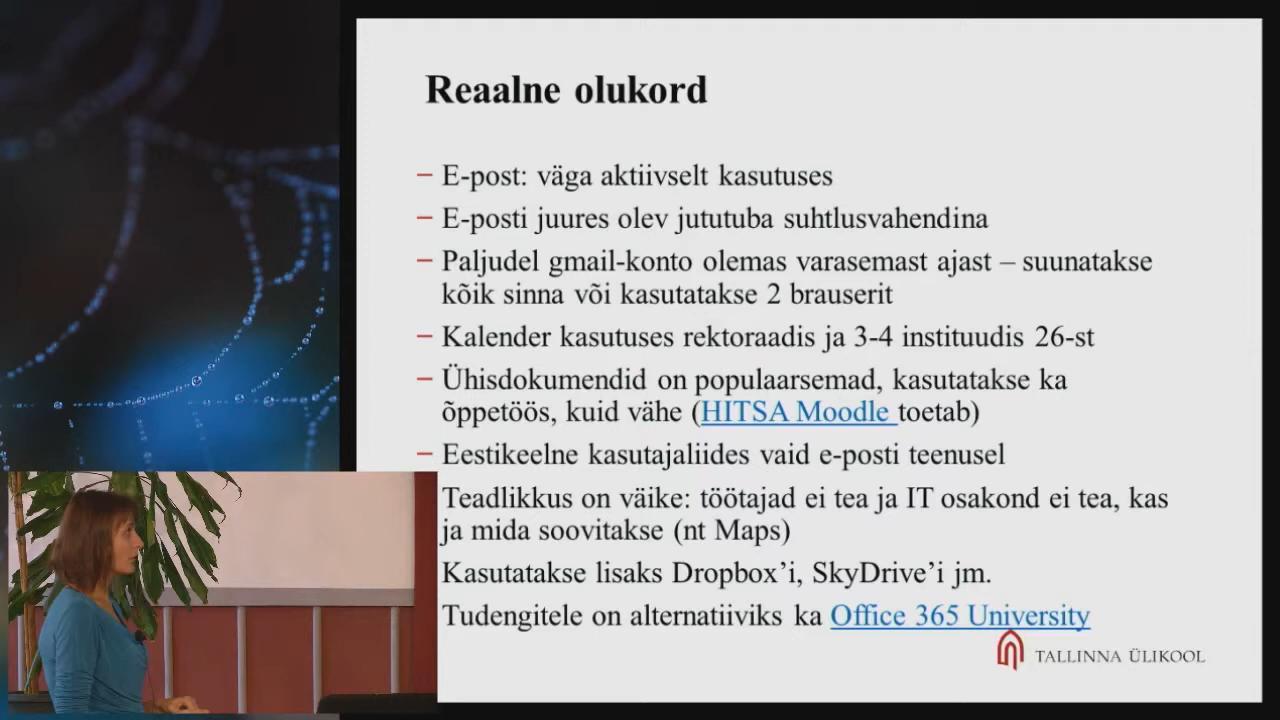 Reaalne olukord
– E-post: väga aktiivselt kasutuses
– E-posti juures olev jututuba suhtlusvahendina
– Paljudel gmail-konto olemas varasemast ajast – suunatakse
kõik sinna või kasutatakse 2 brauserit
– Kalender kasutuses rektoraadis ja 3-4 instituudis 26-st
– Ühisdokumendid on populaarsemad, kasutatakse ka
õppetöös, kuid vähe (HITSA Moodle toetab)
– Eestikeelne kasutajaliides vaid e-posti teenusel
Teadlikkus on väike: töötajad ei tea ja IT osakond ei tea, kas
ja mida soovitakse (nt Maps)
Kasutatakse lisaks Dropbox’i, SkyDrive’i jm.
Tudengitele on alternatiiviks ka Office 365 University
TALLINNA ÜLIKOOL